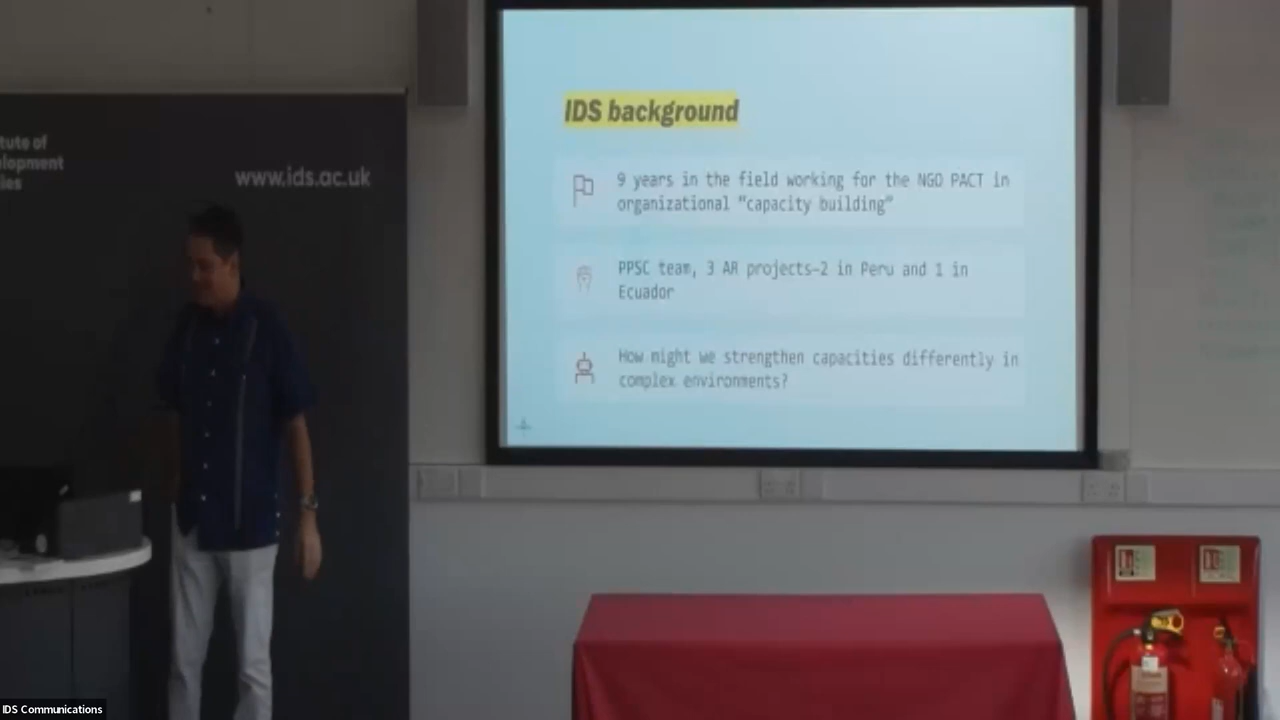 tute of
lopment
ies
www.ids.ac.uk
IDS background
9 years in the field working for the NGO PACT in
organizational "capacity building"
PPSC team, 3 AR projects—2 in Peru and 1 in
Ecuador
How might we strengthen capacities differently in
complex environments?
IDS Communications